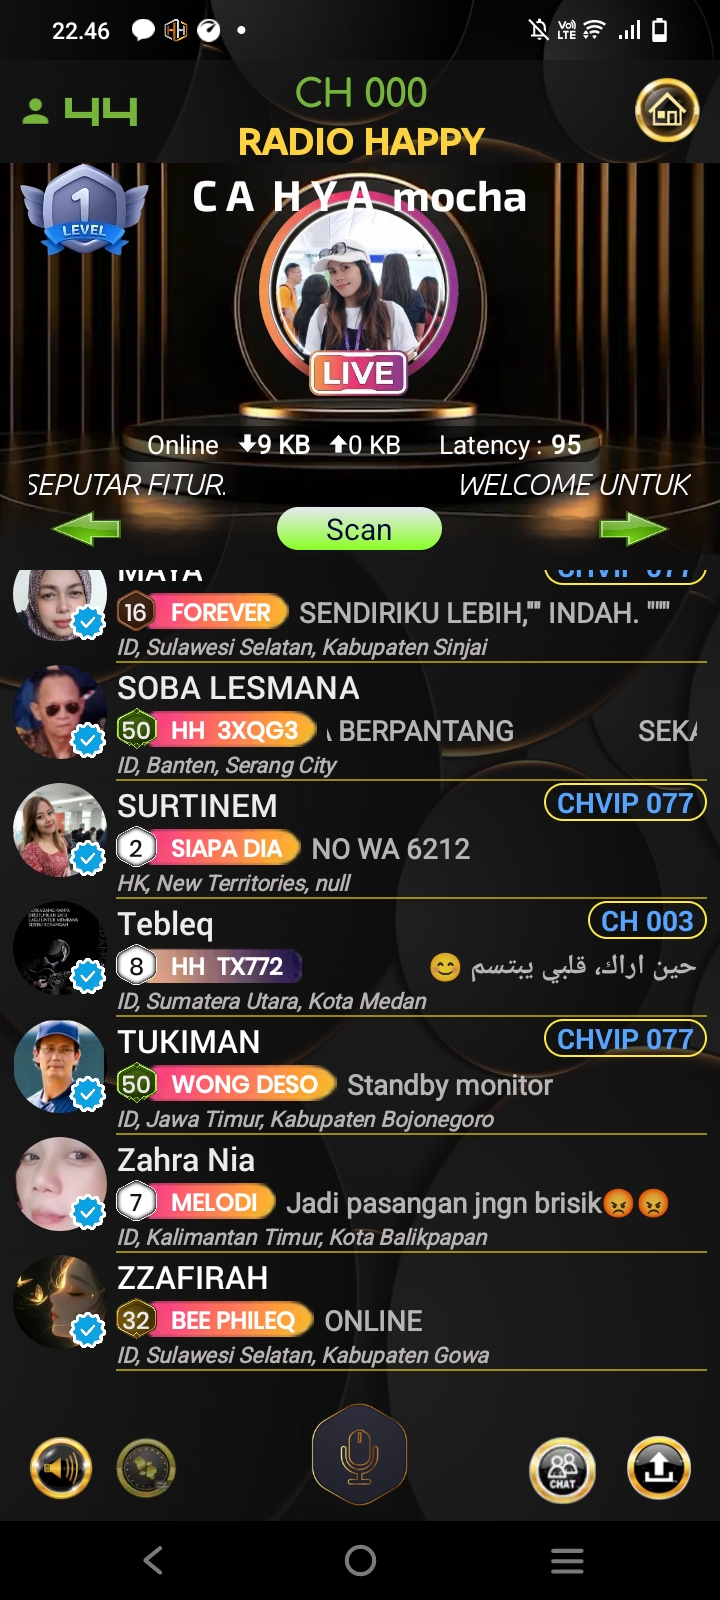 22.46
Vo)
LTE
44
CH 000
RADIO HAPPY
1
LEVEL
C A H Y A mocha
LIVE
Online 9 KB 0 KB Latency : 95
SEPUTAR FITUR.
WELCOME UNTUK
Scan
MAYA
CHVIP 077
16 FOREVER SENDIRIKU LEBIH,"" INDAH. """"
ID, Sulawesi Selatan, Kabupaten Sinjai
SOBA LESMANA
50 HH 3XQG3 BERPANTANG
ID, Banten, Serang City
SURTINEM
CHVIP 077
2 SIAPA DIA NO WA 6212
HK, New Territories, null
Tebleq
CH 003
8 HH TX772 حين اراك، قلبي يبتسم 😊
ID, Sumatera Utara, Kota Medan
TUKIMAN
CHVIP 077
50 WONG DESO Standby monitor
ID, Jawa Timur, Kabupaten Bojonegoro
Zahra Nia
7 MELODI Jadi pasangan jngn brisik😡😡
ID, Kalimantan Timur, Kota Balikpapan
ZZAFIRAH
32 BEE PHILEQ ONLINE
ID, Sulawesi Selatan, Kabupaten Gowa
CHAT